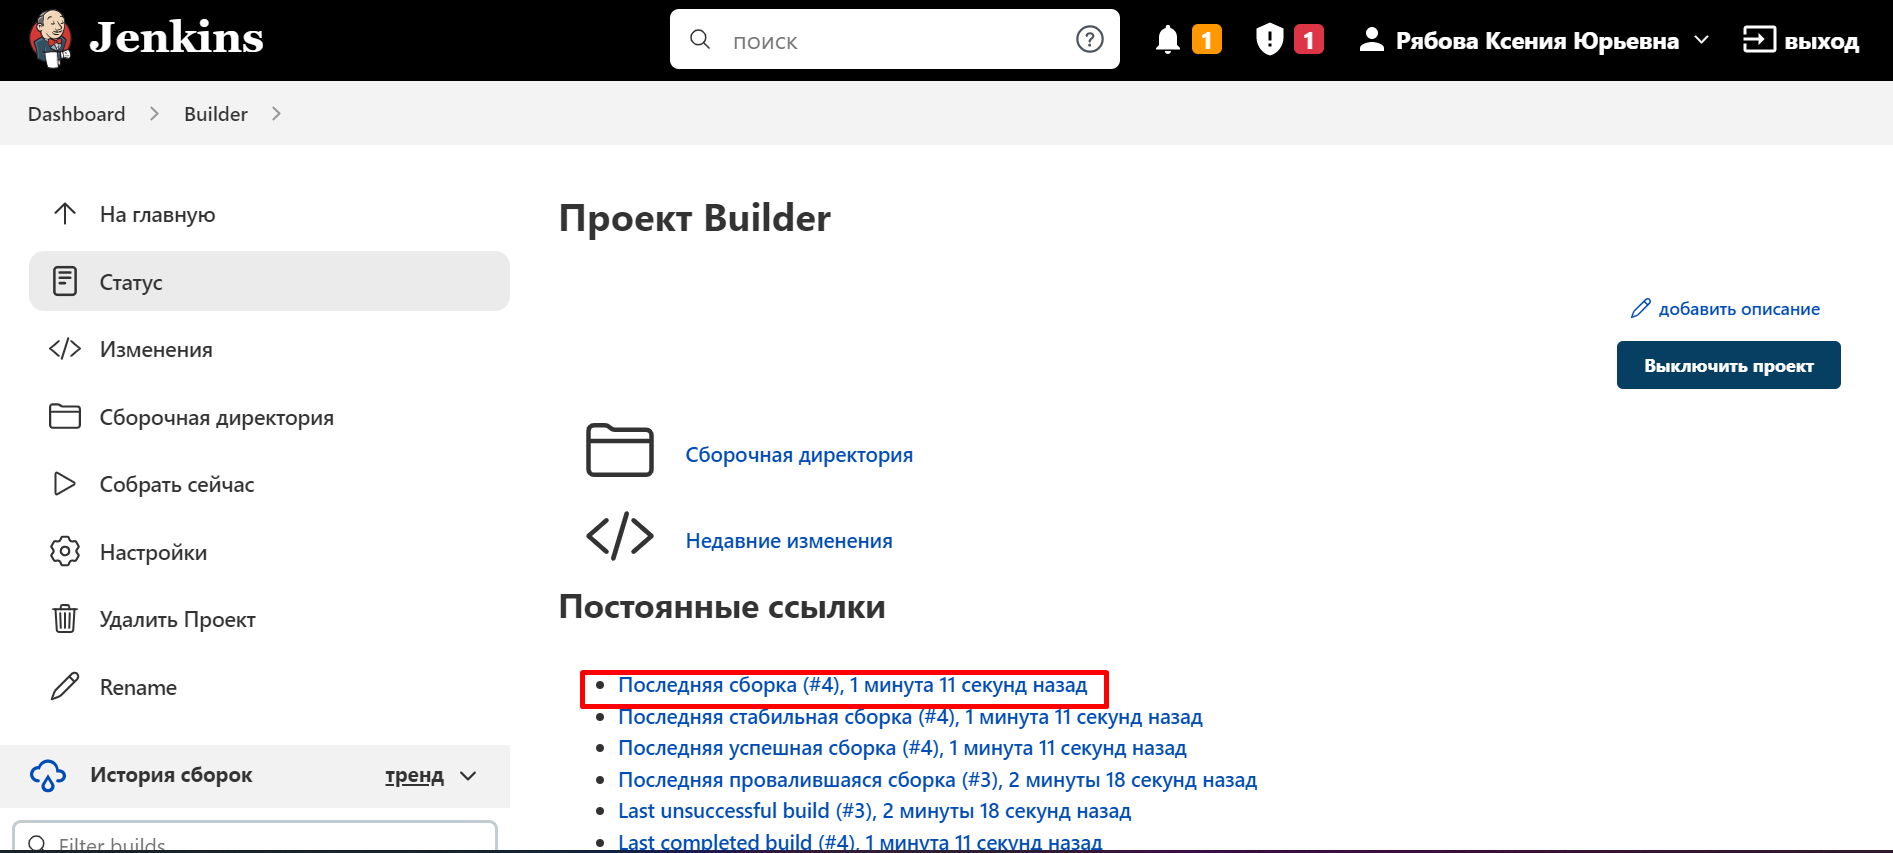 Jenkins
поиск
1
1
Рябова Ксения Юрьевна
выход
Dashboard
Builder
На главную
Статус
Изменения
Сборочная директория
Собрать сейчас
Настройки
Удалить Проект
Rename
История сборок
тренд
Filter builds
Проект Builder
добавить описание
Выключить проект
Сборочная директория
Недавние изменения
Постоянные ссылки
Последняя сборка (#4), 1 минута 11 секунд назад
Последняя стабильная сборка (#4), 1 минута 11 секунд назад
Последняя успешная сборка (#4), 1 минута 11 секунд назад
Последняя провалившаяся сборка (#3), 2 минуты 18 секунд назад
Last unsuccessful build (#3), 2 минуты 18 секунд назад
Last completed build (#4), 1 минута 11 секунд назад